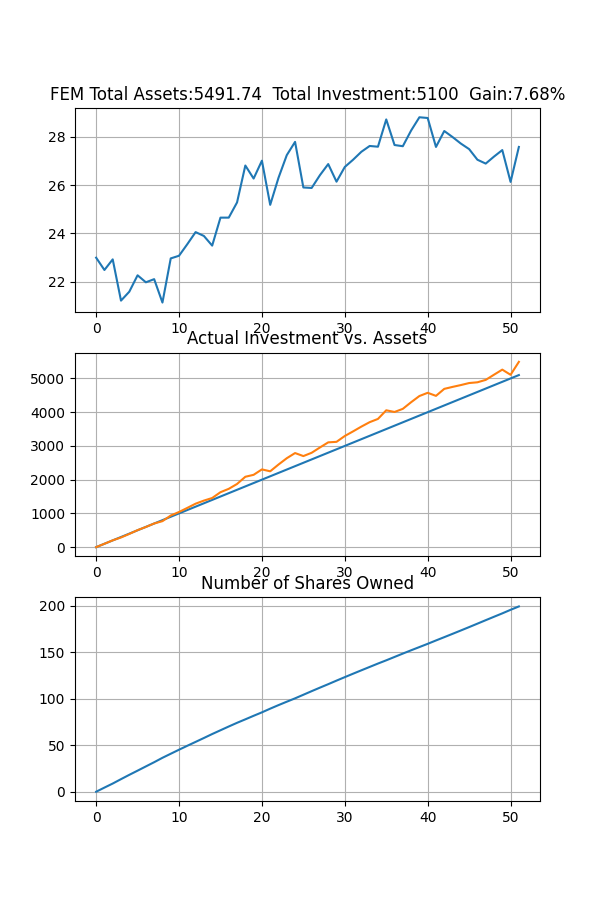 FEM Total Assets:5491.74  Total Investment:5100  Gain:7.68%
28
26
24
22
0 10 20 30 40 50
Actual Investment vs. Assets
5000
4000
3000
2000
1000
0
0 10 20 30 40 50
Number of Shares Owned
200
150
100
50
0
0 10 20 30 40 50